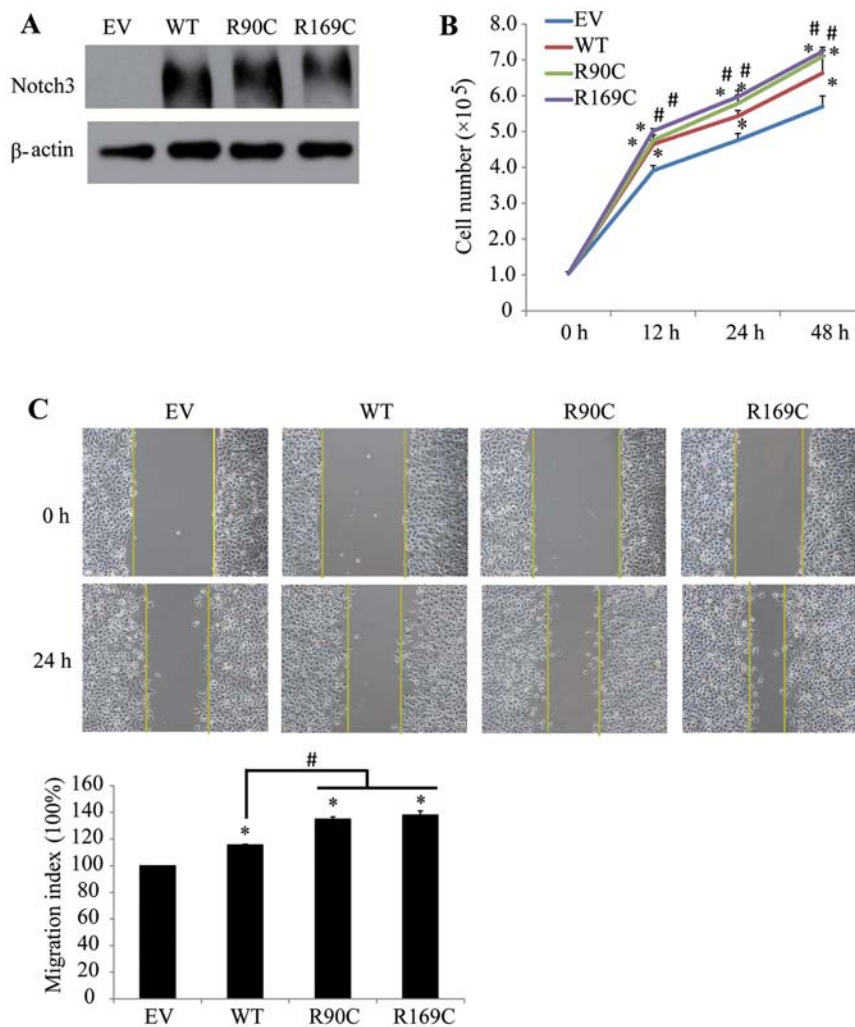 A
EV WT R90C R169C
Notch3
β-actin
B
EV
WT
R90C
R169C
Cell number (×10⁵)
8.0
7.0
6.0
5.0
4.0
3.0
2.0
1.0
0
# #
* *
*
# #
* *
*
# #
* *
*
0 h 12 h 24 h 48 h
C
EV WT R90C R169C
0 h
24 h
Migration index (100%)
160
140
120
100
80
60
40
20
0
#
* * *
EV WT R90C R169C